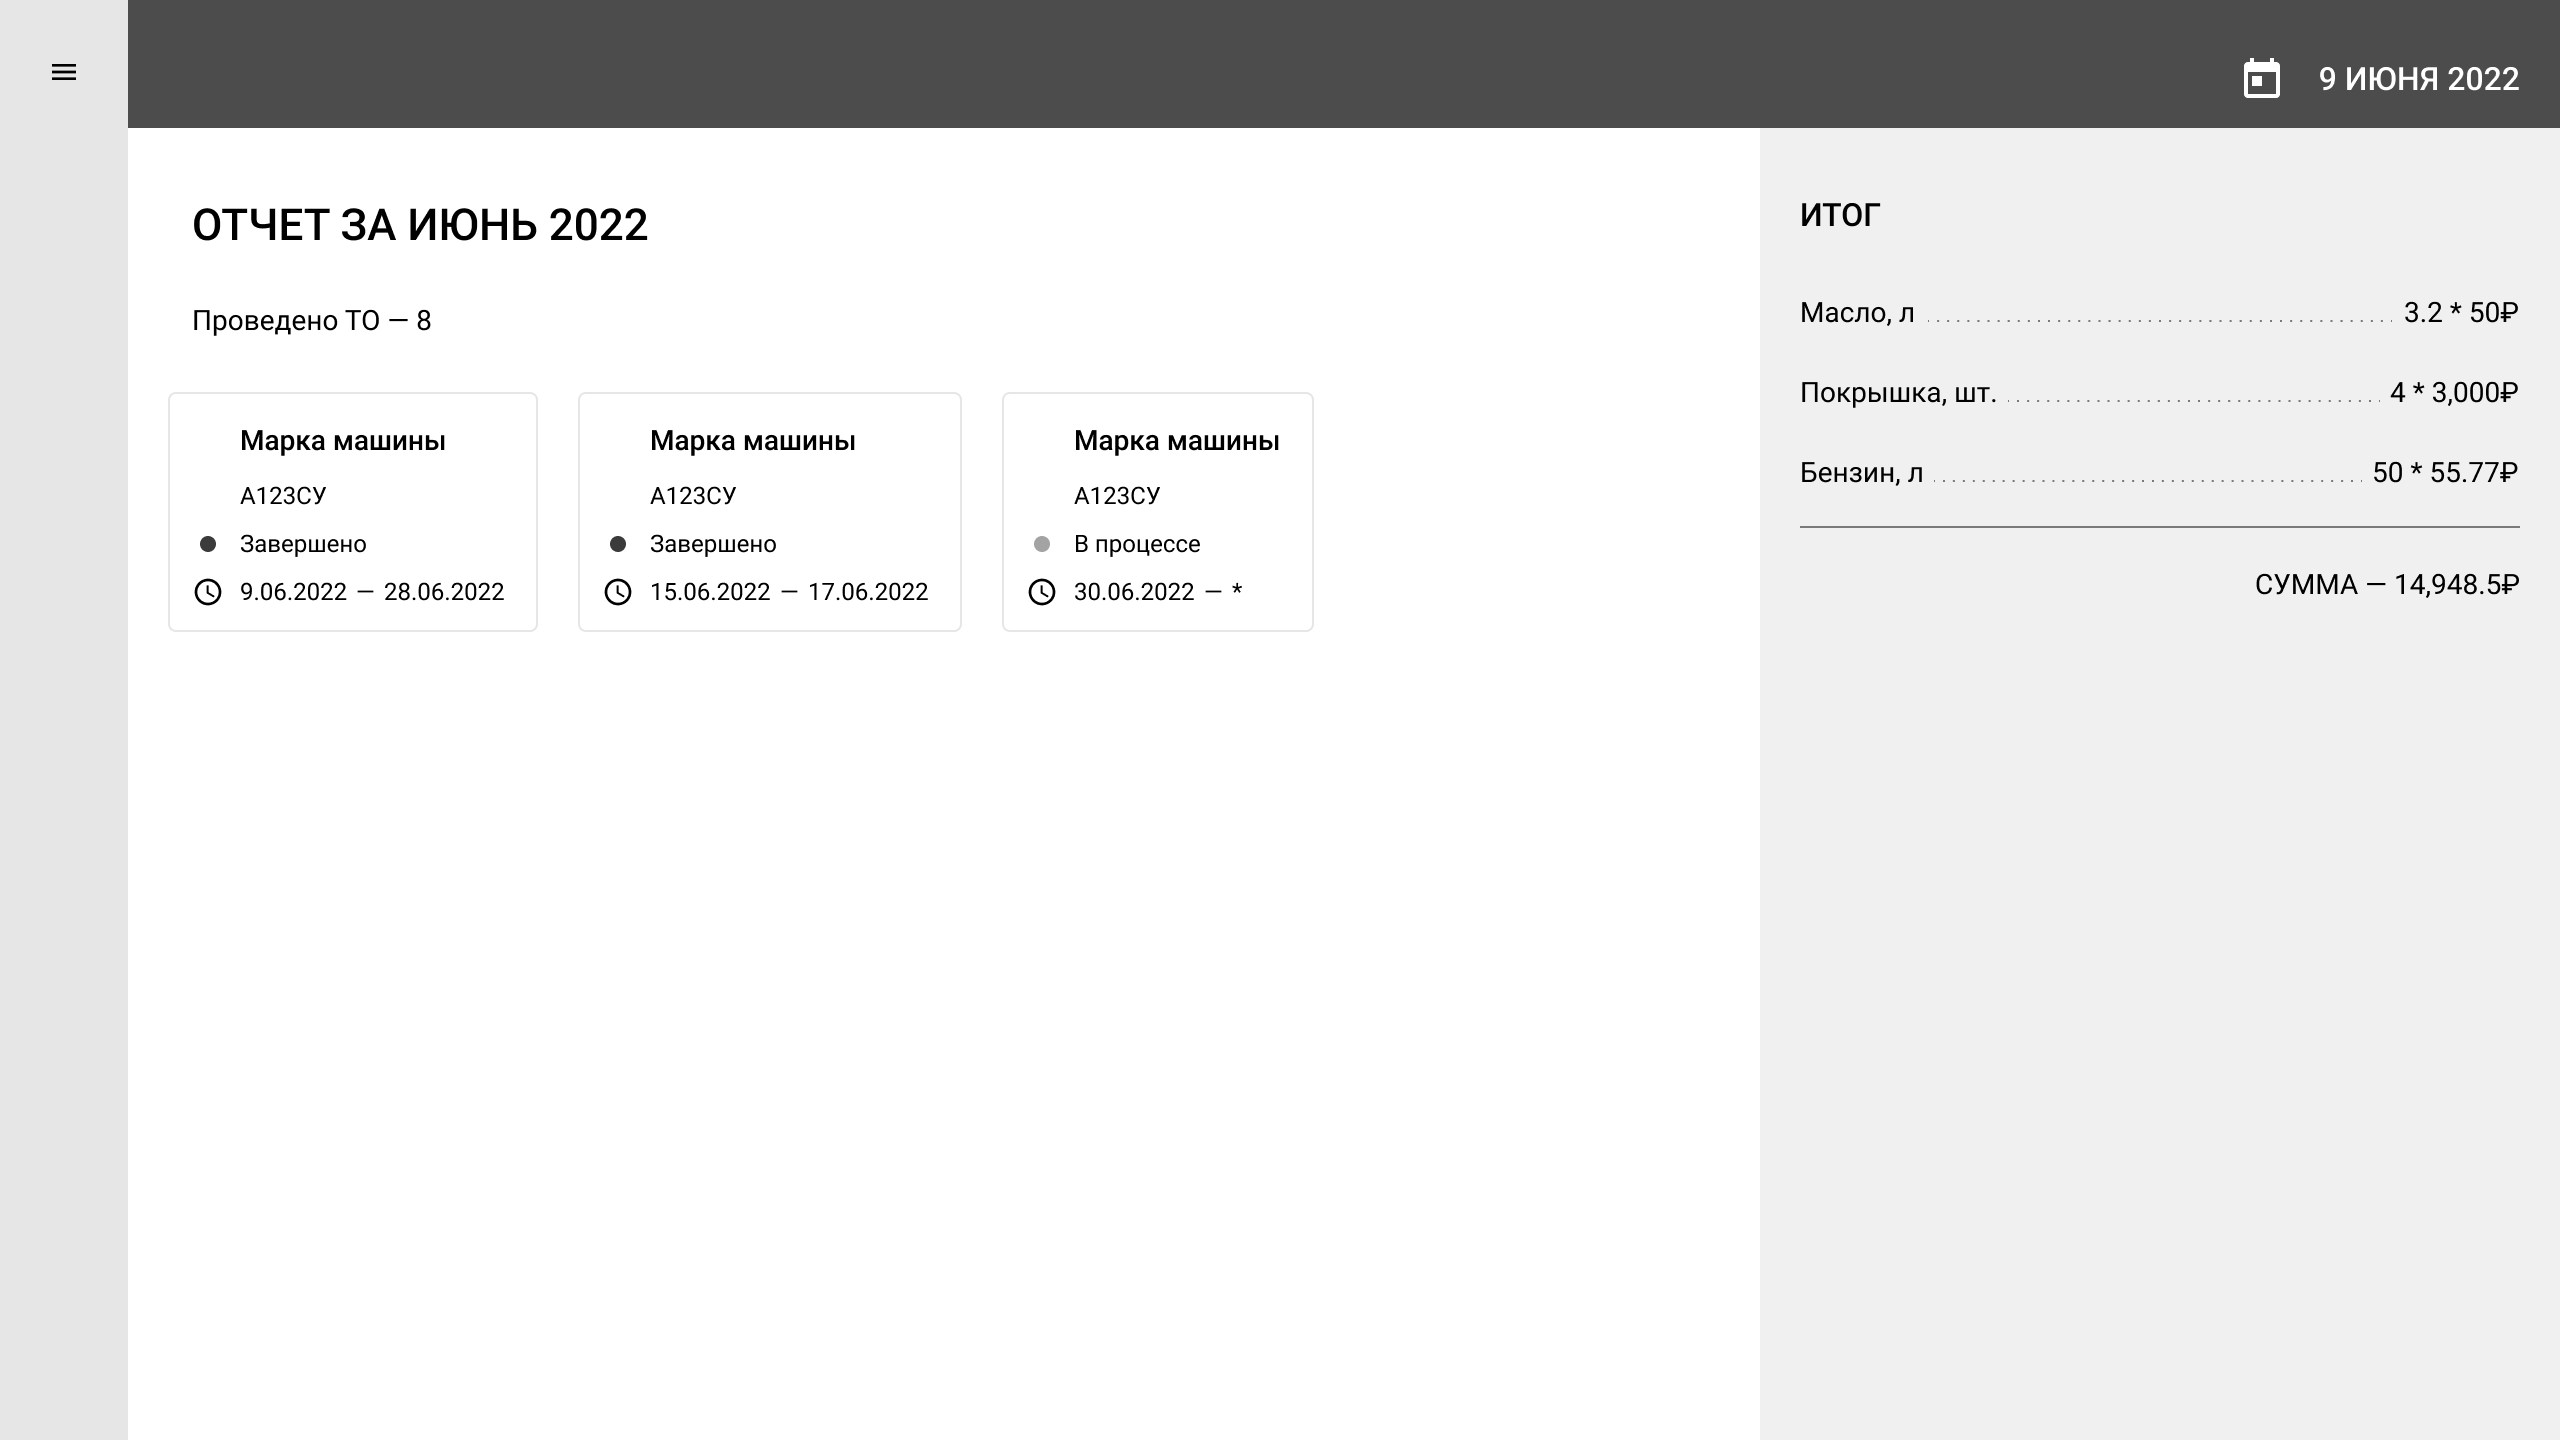 9 ИЮНЯ 2022
ОТЧЕТ ЗА ИЮНЬ 2022
Проведено ТО — 8
Марка машины
А123СУ
Завершено
9.06.2022 — 28.06.2022
Марка машины
А123СУ
Завершено
15.06.2022 — 17.06.2022
Марка машины
А123СУ
В процессе
30.06.2022 — *
ИТОГ
Масло, л 3.2 * 50₽
Покрышка, шт. 4 * 3,000₽
Бензин, л 50 * 55.77₽
СУММА — 14,948.5₽